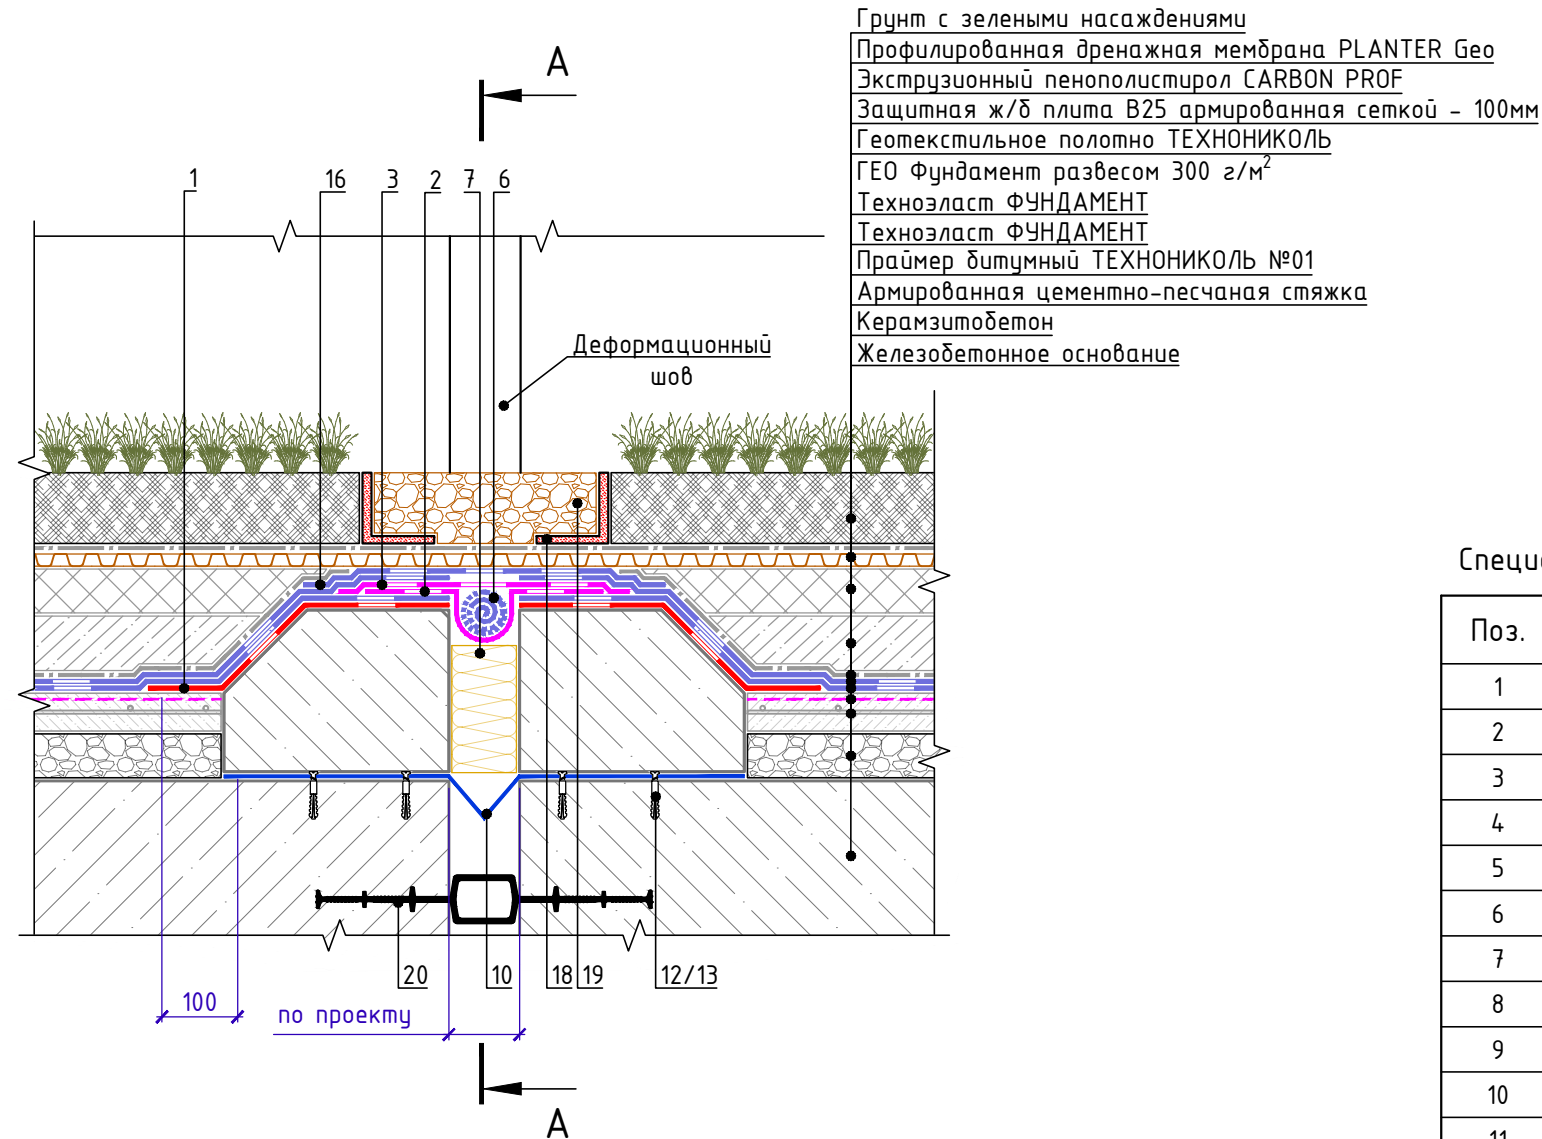 Грунт с зелеными насаждениями
Профилированная дренажная мембрана PLANTER Geo
Экструзионный пенополистирол CARBON PROF
Защитная ж/б плита В25 армированная сеткой - 100мм
Геотекстильное полотно ТЕХНОНИКОЛЬ
ГЕО Фундамент развесом 300 г/м²
Техноэласт ФУНДАМЕНТ
Техноэласт ФУНДАМЕНТ
Праймер битумный ТЕХНОНИКОЛЬ №01
Армированная цементно-песчаная стяжка
Керамзитобетон
Железобетонное основание
А
1 16 3 2 7 6
Деформационный
шов
20 10 18 19 12/13
100
по проекту
А
Специ
Поз.
1
2
3
4
5
6
7
8
9
10
11